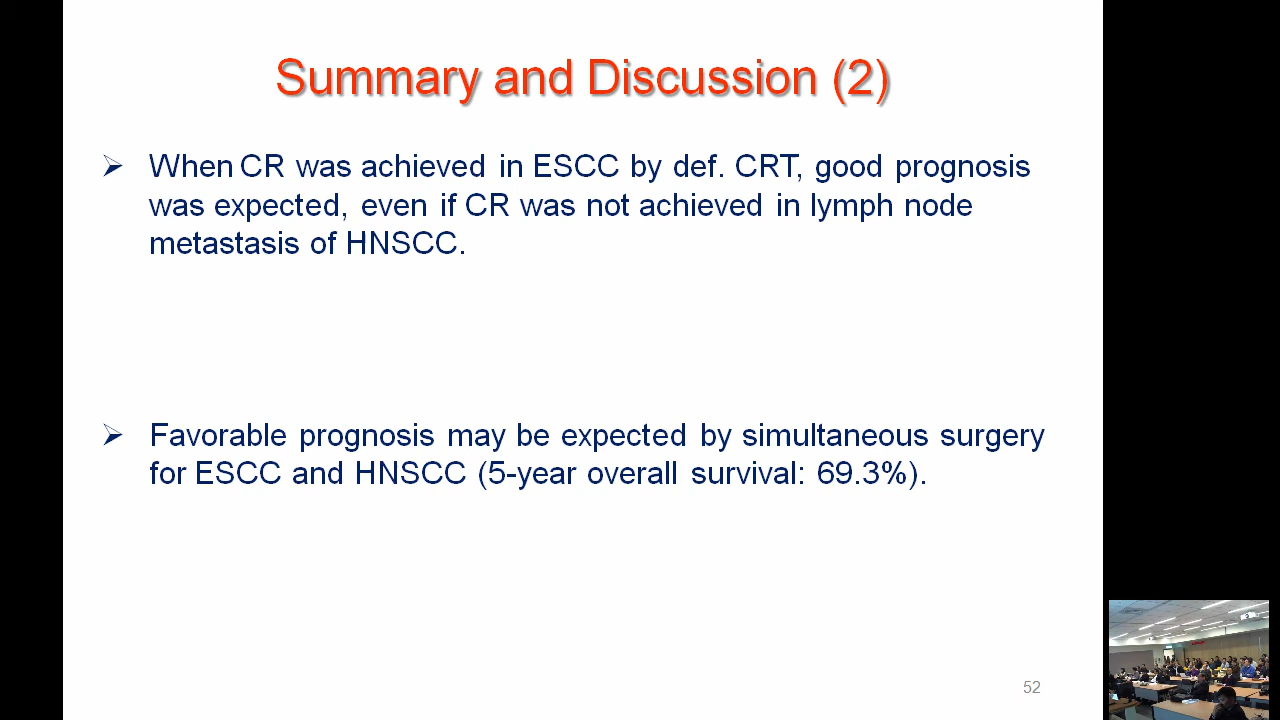 Summary and Discussion (2)
➢ When CR was achieved in ESCC by def. CRT, good prognosis
was expected, even if CR was not achieved in lymph node
metastasis of HNSCC.
➢ Favorable prognosis may be expected by simultaneous surgery
for ESCC and HNSCC (5-year overall survival: 69.3%).
52